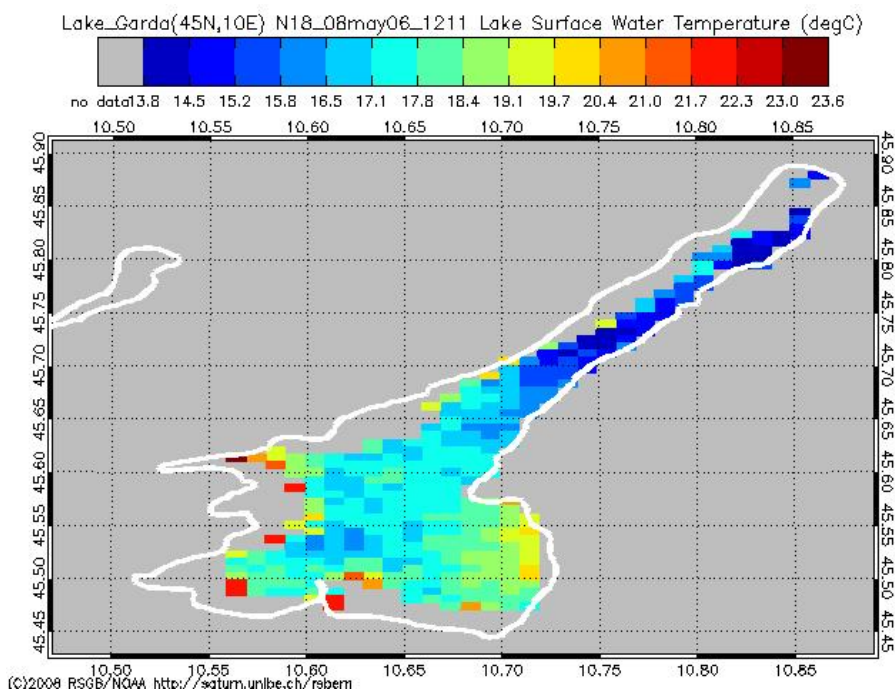 Lake_Garda(45N,10E) N18_08may06_1211 Lake Surface Water Temperature (degC)
no data 13.8 14.5 15.2 15.8 16.5 17.1 17.8 18.4 19.1 19.7 20.4 21.0 21.7 22.3 23.0 23.6
10.50 10.55 10.60 10.65 10.70 10.75 10.80 10.85
45.90 45.90
45.85 45.85
45.80 45.80
45.75 45.75
45.70 45.70
45.65 45.65
45.60 45.60
45.55 45.55
45.50 45.50
45.45 45.45
10.50 10.55 10.60 10.65 10.70 10.75 10.80 10.85
(C)2008 RSGB/NOAA http://saturn.unibe.ch/rsbern